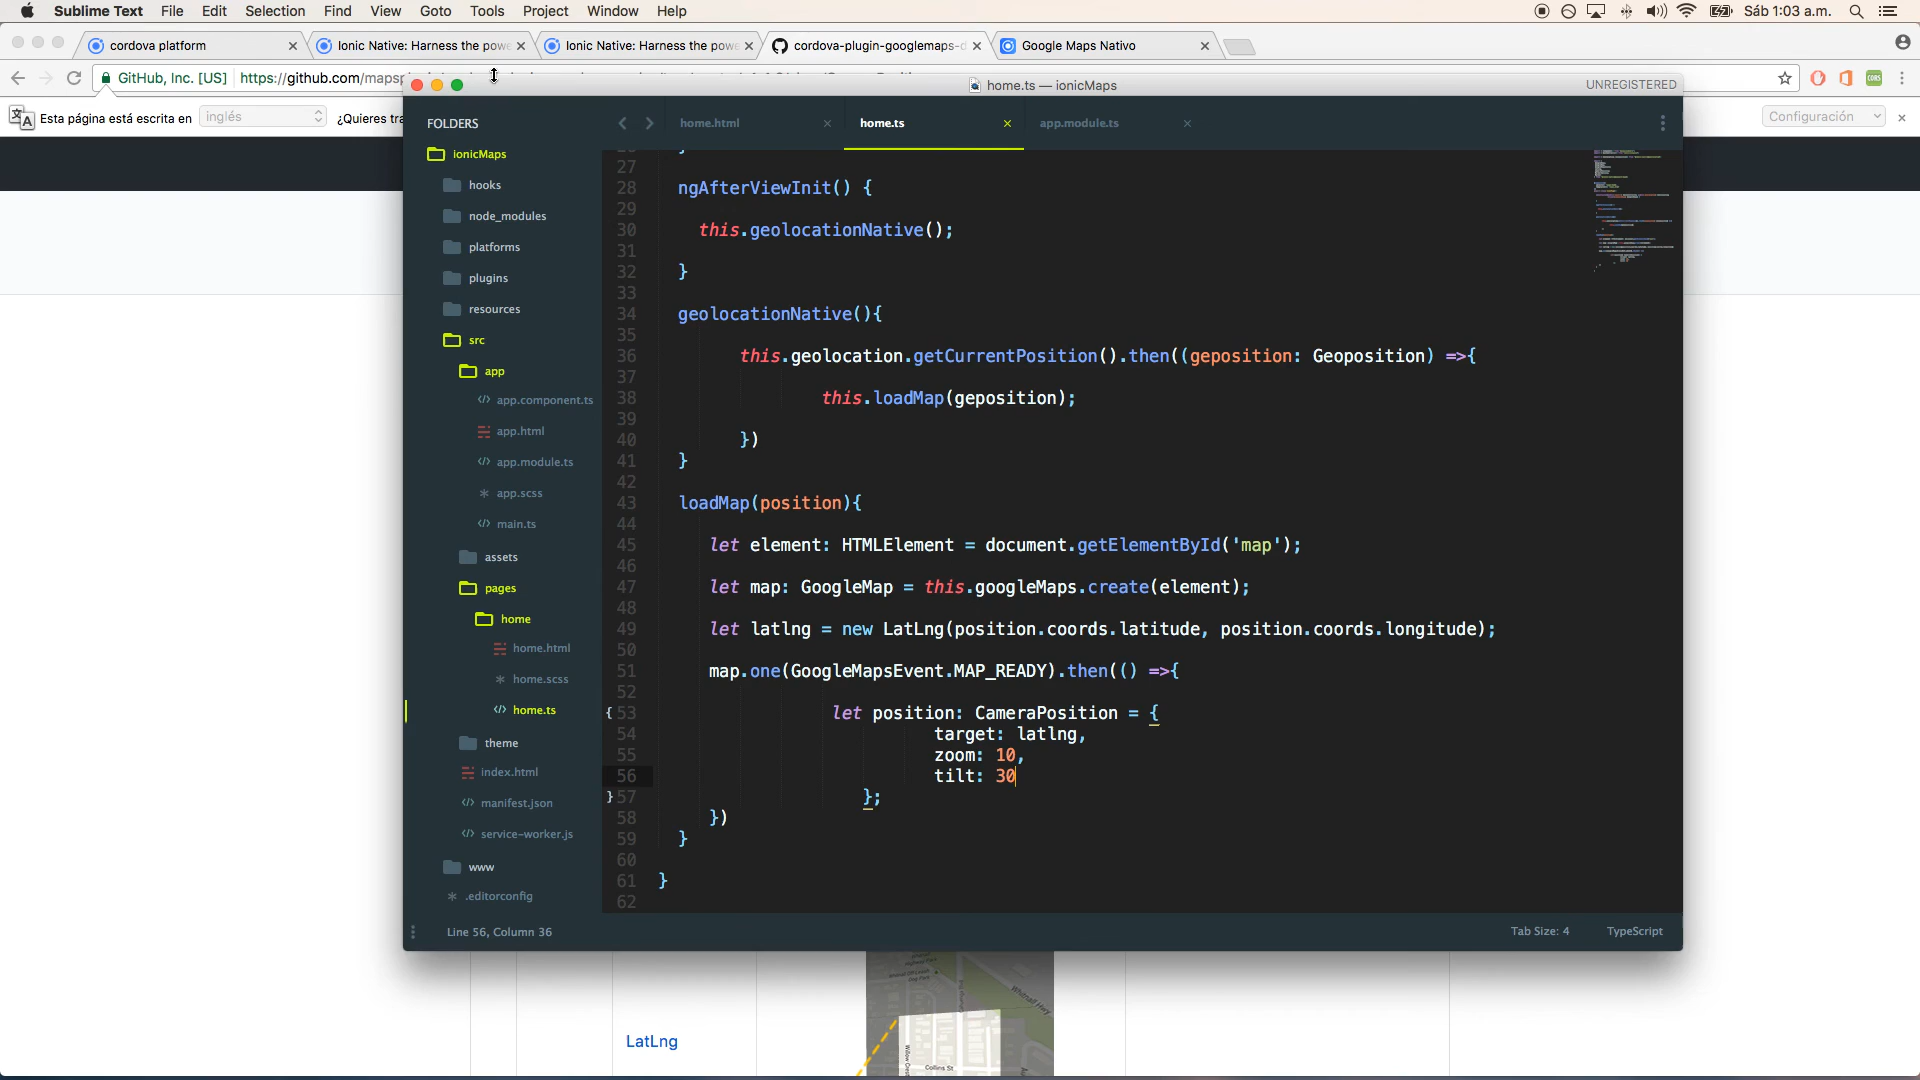 Sublime Text File Edit Selection Find View Goto Tools Project Window Help Sáb 1:03 a.m.
cordova platform
Ionic Native: Harness the powe
Ionic Native: Harness the powe
cordova-plugin-googlemaps-d
Google Maps Nativo
GitHub, Inc. [US] https://github.com/maps
home.ts — ionicMaps
UNREGISTERED
Esta página está escrita en inglés ¿Quieres tra
Configuración
FOLDERS
home.html
home.ts
app.module.ts
ionicMaps
hooks
node_modules
platforms
plugins
resources
src
app
app.component.ts
app.html
app.module.ts
app.scss
main.ts
assets
pages
home
home.html
home.scss
home.ts
theme
index.html
manifest.json
service-worker.js
www
.editorconfig
27
28 ngAfterViewInit() {
29
30 this.geolocationNative();
31
32 }
33
34 geolocationNative(){
35
36 this.geolocation.getCurrentPosition().then((geposition: Geoposition) =>{
37
38 this.loadMap(geposition);
39
40 })
41 }
42
43 loadMap(position){
44
45 let element: HTMLElement = document.getElementById('map');
46
47 let map: GoogleMap = this.googleMaps.create(element);
48
49 let latlng = new LatLng(position.coords.latitude, position.coords.longitude);
50
51 map.one(GoogleMapsEvent.MAP_READY).then(() =>{
52
{ 53 let position: CameraPosition = {
54 target: latlng,
55 zoom: 10,
56 tilt: 30
} 57 };
58 })
59 }
60
61 }
62
Line 56, Column 36
Tab Size: 4
TypeScript
LatLng
Whitnall Hwy
Collins St